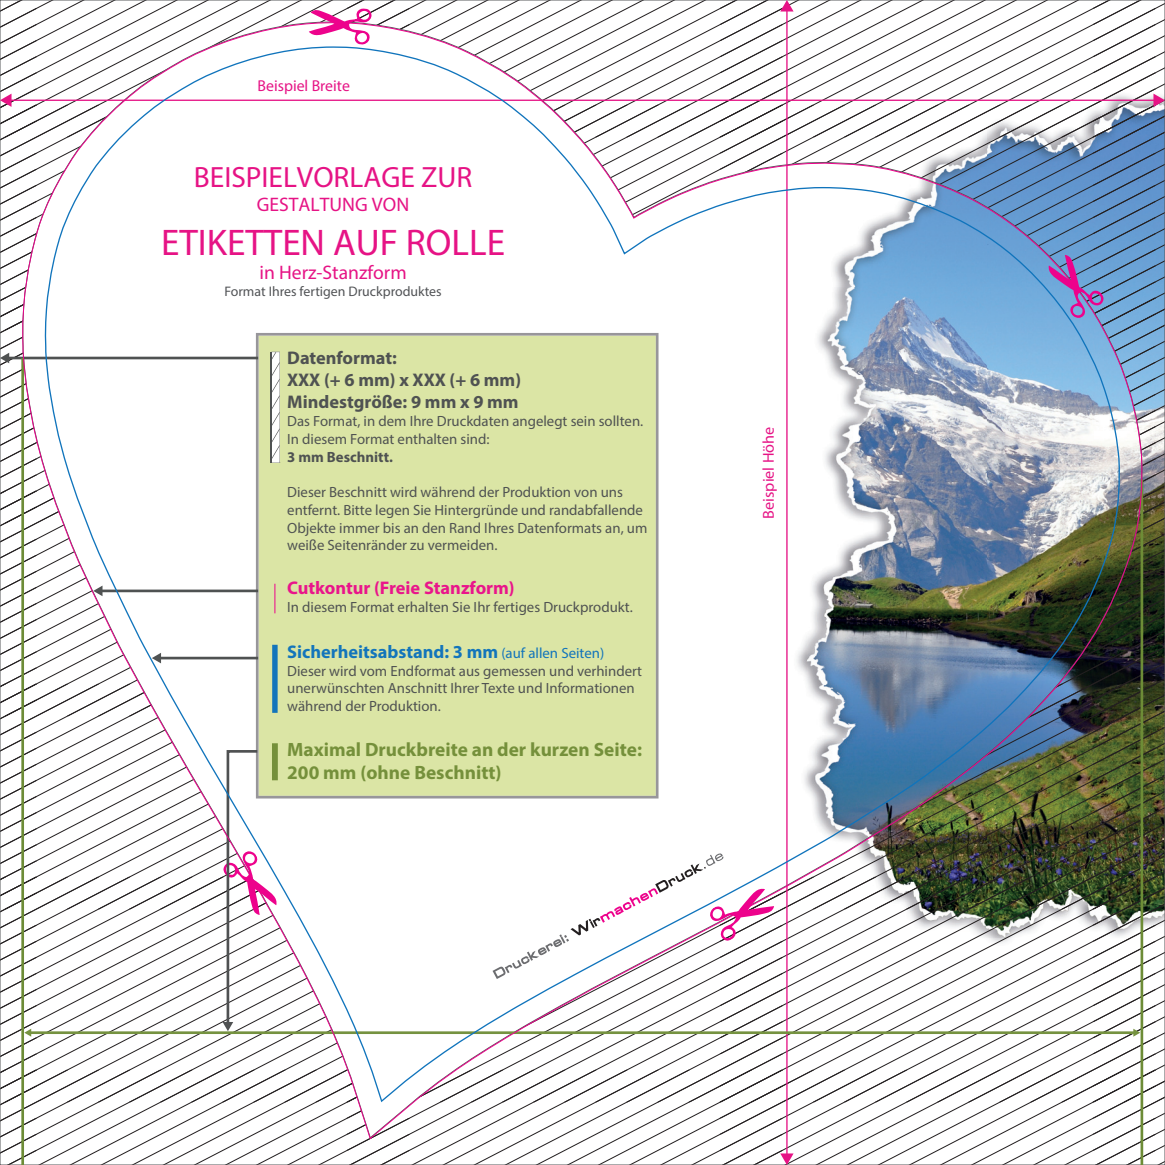 Beispiel Breite
BEISPIELVORLAGE ZUR
GESTALTUNG VON
ETIKETTEN AUF ROLLE
in Herz-Stanzform
Format Ihres fertigen Druckproduktes
Datenformat:
XXX (+ 6 mm) x XXX (+ 6 mm)
Mindestgröße: 9 mm x 9 mm
Das Format, in dem Ihre Druckdaten angelegt sein sollten.
In diesem Format enthalten sind:
3 mm Beschnitt.
Dieser Beschnitt wird während der Produktion von uns
entfernt. Bitte legen Sie Hintergründe und randabfallende
Objekte immer bis an den Rand Ihres Datenformats an, um
weiße Seitenränder zu vermeiden.
Cutkontur (Freie Stanzform)
In diesem Format erhalten Sie Ihr fertiges Druckprodukt.
Sicherheitsabstand: 3 mm (auf allen Seiten)
Dieser wird vom Endformat aus gemessen und verhindert
unerwünschten Anschnitt Ihrer Texte und Informationen
während der Produktion.
Maximal Druckbreite an der kurzen Seite:
200 mm (ohne Beschnitt)
Beispiel Höhe
Druckerei: WirmachenDruck.de